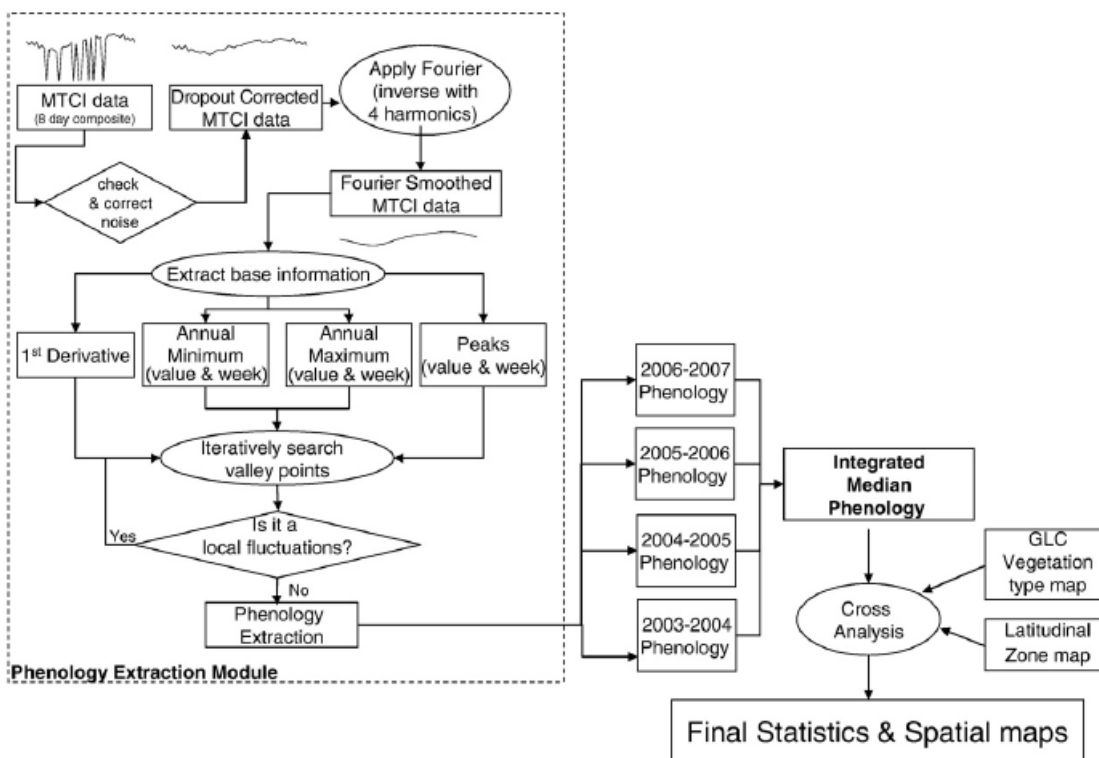 MTCI data
(8 day composite)
Dropout Corrected
MTCI data
Apply Fourier
(inverse with
4 harmonics)
check
& correct
noise
Fourier Smoothed
MTCI data
Extract base information
1st Derivative
Annual
Minimum
(value & week)
Annual
Maximum
(value & week)
Peaks
(value & week)
Iteratively search
valley points
Is it a
local fluctuations?
Yes
No
Phenology
Extraction
Phenology Extraction Module
2006-2007
Phenology
2005-2006
Phenology
2004-2005
Phenology
2003-2004
Phenology
Integrated
Median
Phenology
GLC
Vegetation
type map
Cross
Analysis
Latitudinal
Zone map
Final Statistics & Spatial maps